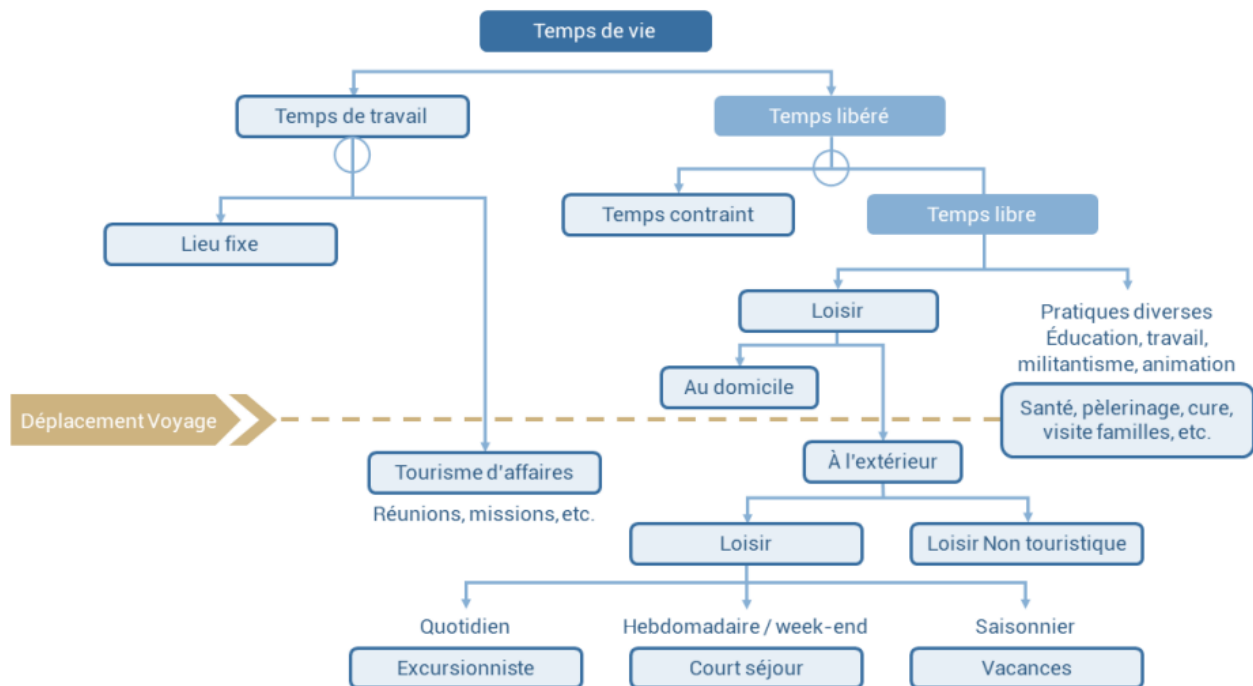 Temps de vie
Temps de travail
Temps libéré
Temps contraint
Temps libre
Lieu fixe
Loisir
Pratiques diverses
Éducation, travail,
militantisme, animation
Au domicile
Déplacement Voyage
Santé, pèlerinage, cure,
visite familles, etc.
Tourisme d'affaires
À l'extérieur
Réunions, missions, etc.
Loisir
Loisir Non touristique
Quotidien
Hebdomadaire / week-end
Saisonnier
Excursionniste
Court séjour
Vacances